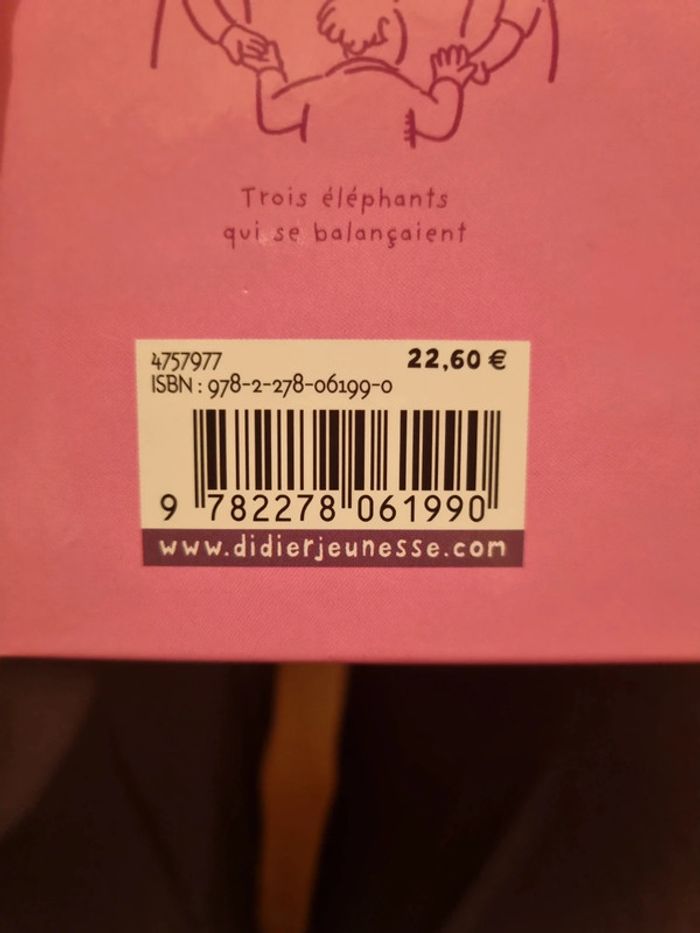 Trois éléphants
qui se balançaient
4757977
22,60 €
ISBN : 978-2-278-06199-0
9 782278 061990
www.didierjeunesse.com